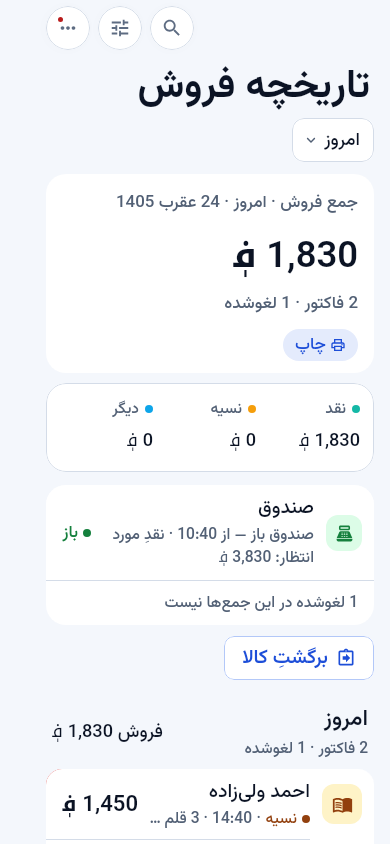 تاریخچه فروش
امروز
جمع فروش · امروز · 24 عقرب 1405
1,830 ؋
2 فاکتور · 1 لغوشده
چاپ
نقد
نسیه
دیگر
1,830 ؋
0 ؋
0 ؋
صندوق
صندوق باز — از 10:40 · نقدِ مورد
انتظار: 3,830 ؋
باز
1 لغوشده در این جمع‌ها نیست
برگشتِ کالا
امروز
فروش 1,830 ؋
2 فاکتور · 1 لغوشده
احمد ولی‌زاده
1,450 ؋
نسیه · 14:40 · 3 قلم ...